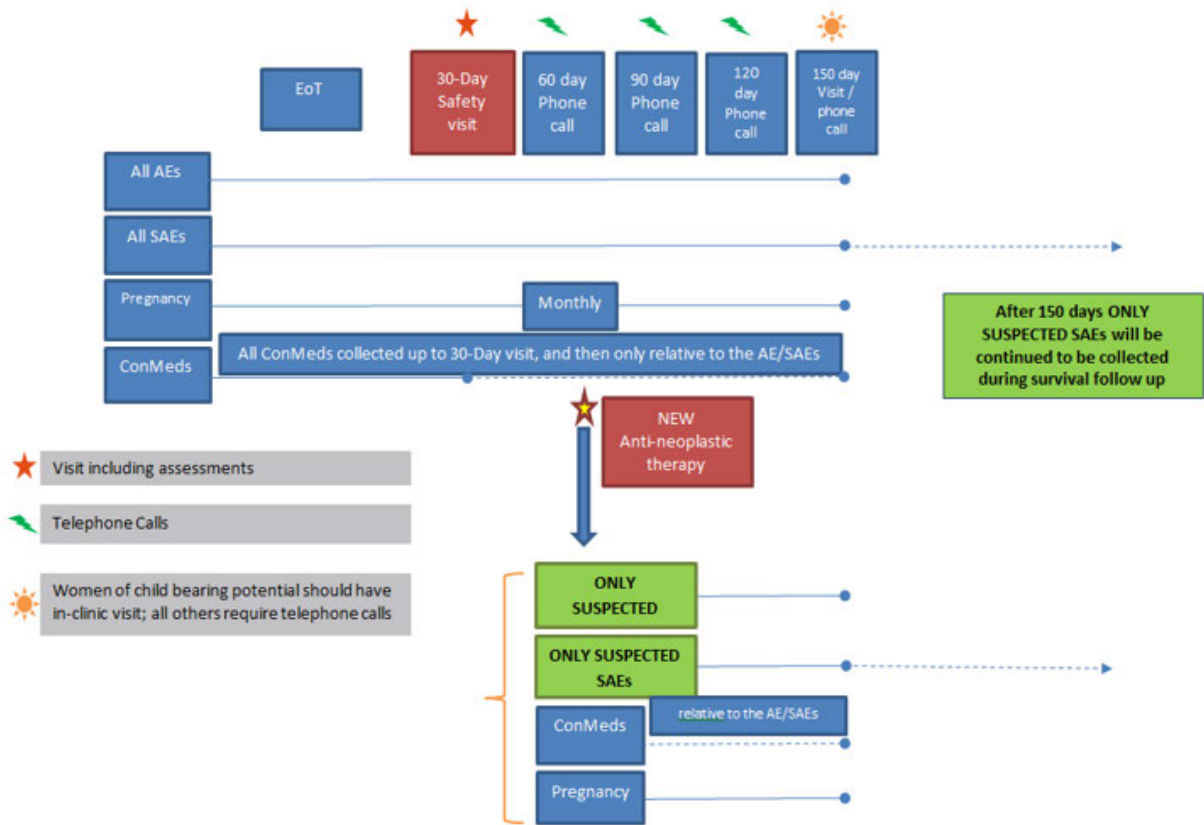 EoT
30-Day
Safety
visit
60 day
Phone
call
90 day
Phone
call
120
day
Phone
call
150 day
Visit /
phone
call
All AEs
All SAEs
Pregnancy
Monthly
ConMeds
All ConMeds collected up to 30-Day visit, and then only relative to the AE/SAEs
After 150 days ONLY
SUSPECTED SAEs will be
continued to be collected
during survival follow up
NEW
Anti-neoplastic
therapy
Visit including assessments
Telephone Calls
Women of child bearing potential should have
in-clinic visit; all others require telephone calls
ONLY
SUSPECTED
ONLY SUSPECTED
SAEs
ConMeds
relative to the AE/SAEs
Pregnancy